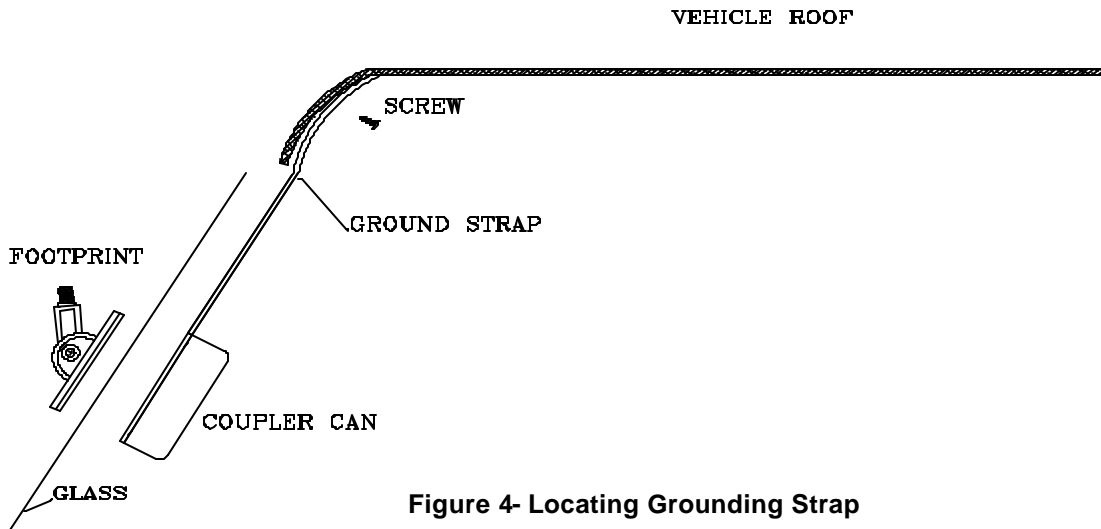 VEHICLE ROOF
SCREW
GROUND STRAP
FOOTPRINT
COUPLER CAN
GLASS
Figure 4- Locating Grounding Strap